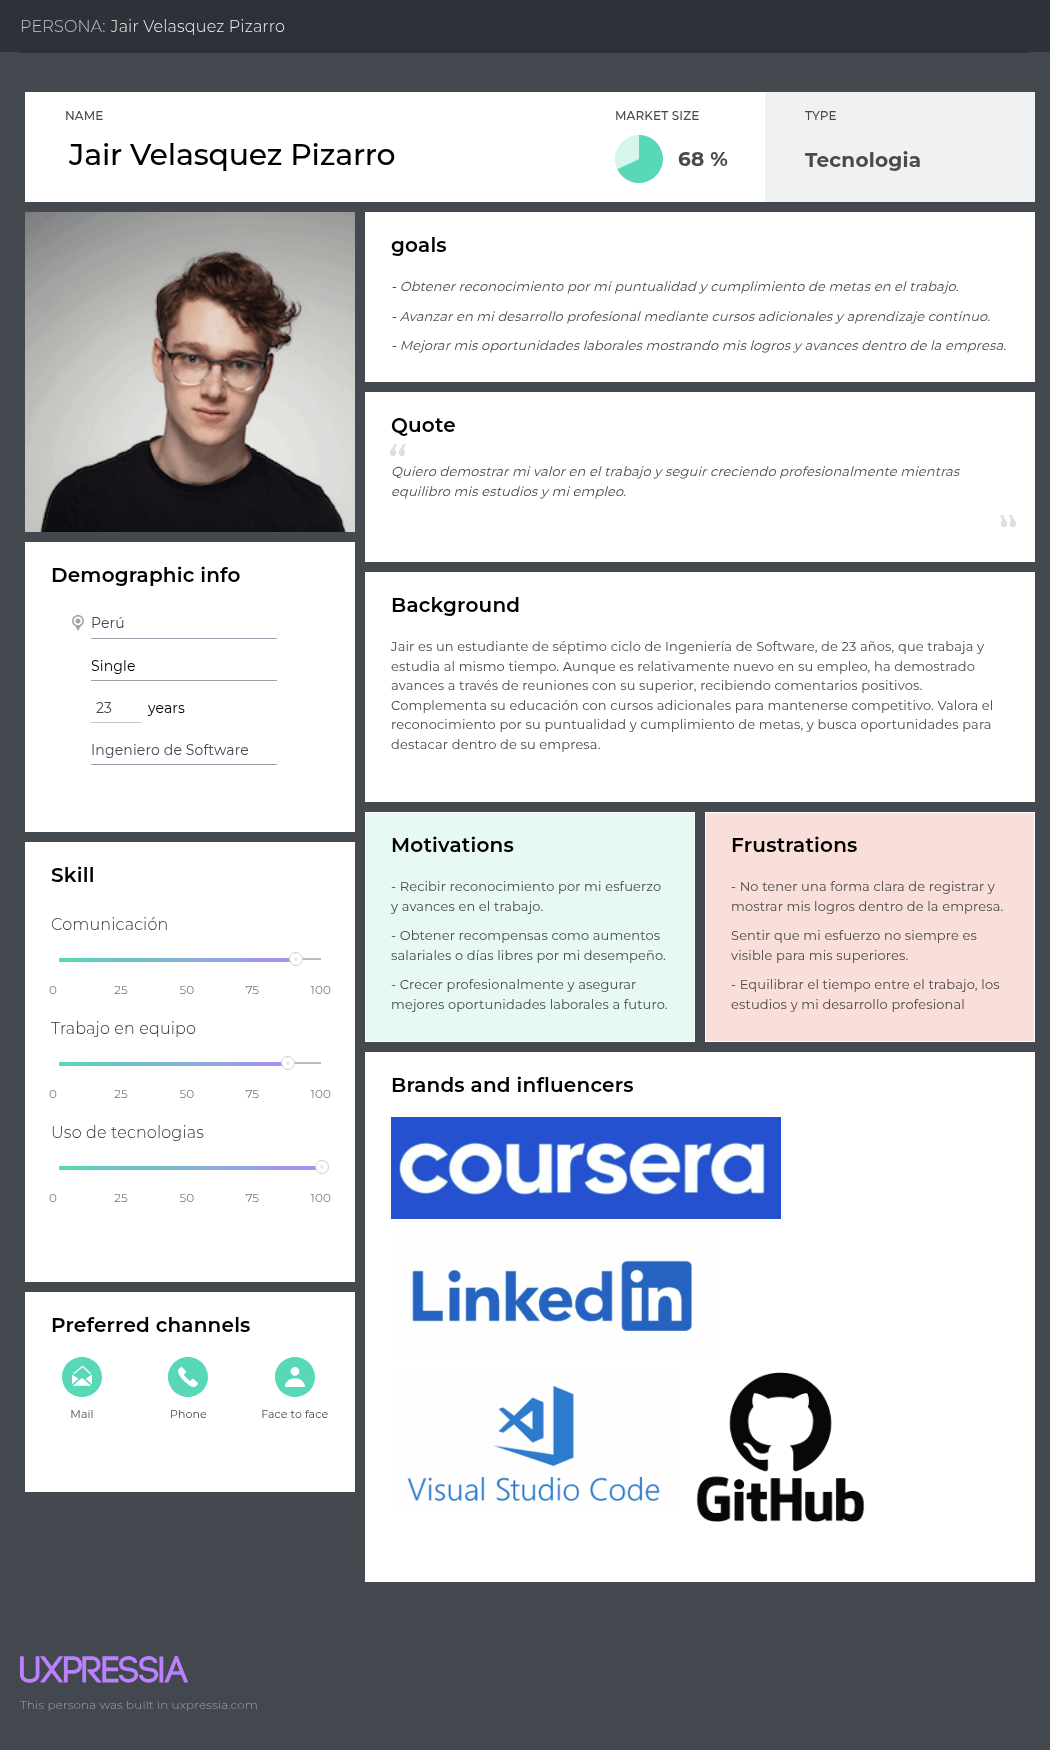 PERSONA: Jair Velasquez Pizarro
NAME
Jair Velasquez Pizarro
MARKET SIZE
68 %
TYPE
Tecnologia
goals
- Obtener reconocimiento por mi puntualidad y cumplimiento de metas en el trabajo.
- Avanzar en mi desarrollo profesional mediante cursos adicionales y aprendizaje continuo.
- Mejorar mis oportunidades laborales mostrando mis logros y avances dentro de la empresa.
Quote
“
Quiero demostrar mi valor en el trabajo y seguir creciendo profesionalmente mientras
equilibro mis estudios y mi empleo.
”
Demographic info
Perú
Single
23 years
Ingeniero de Software
Background
Jair es un estudiante de séptimo ciclo de Ingeniería de Software, de 23 años, que trabaja y
estudia al mismo tiempo. Aunque es relativamente nuevo en su empleo, ha demostrado
avances a través de reuniones con su superior, recibiendo comentarios positivos.
Complementa su educación con cursos adicionales para mantenerse competitivo. Valora el
reconocimiento por su puntualidad y cumplimiento de metas, y busca oportunidades para
destacar dentro de su empresa.
Skill
Comunicación
0 25 50 75 100
Trabajo en equipo
0 25 50 75 100
Uso de tecnologias
0 25 50 75 100
Motivations
- Recibir reconocimiento por mi esfuerzo
y avances en el trabajo.
- Obtener recompensas como aumentos
salariales o días libres por mi desempeño.
- Crecer profesionalmente y asegurar
mejores oportunidades laborales a futuro.
Frustrations
- No tener una forma clara de registrar y
mostrar mis logros dentro de la empresa.
Sentir que mi esfuerzo no siempre es
visible para mis superiores.
- Equilibrar el tiempo entre el trabajo, los
estudios y mi desarrollo profesional
Preferred channels
Mail
Phone
Face to face
Brands and influencers
coursera
Linked in
Visual Studio Code
GitHub
UXPRESSIA
This persona was built in uxpressia.com